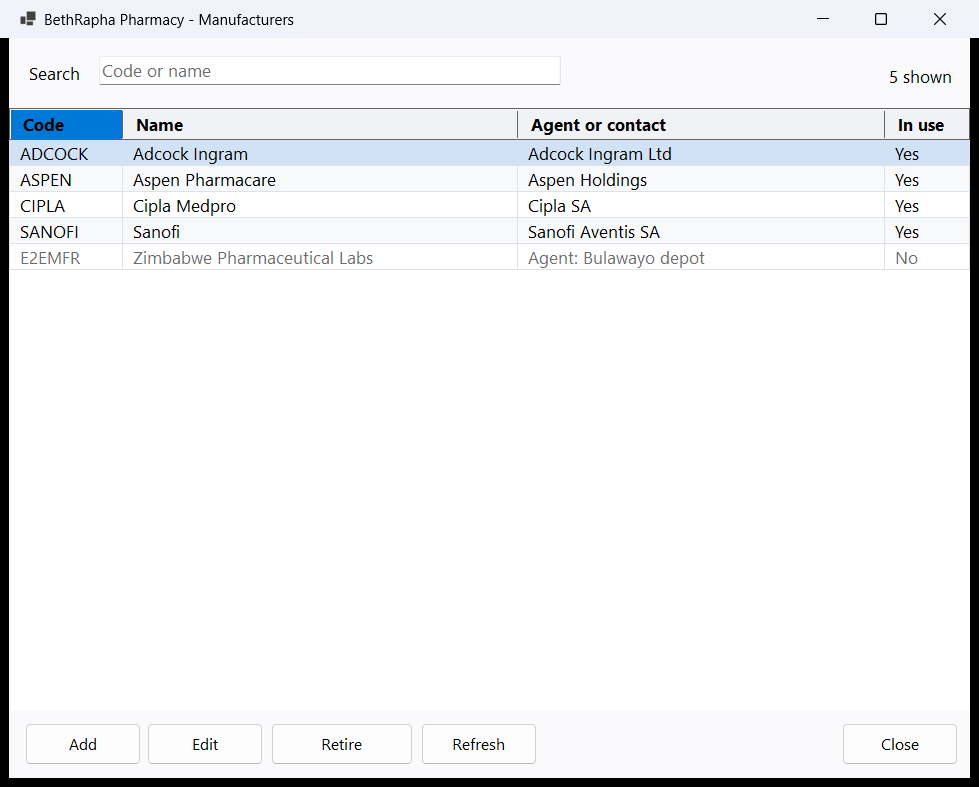 BethRapha Pharmacy - Manufacturers
Search Code or name 5 shown
Code Name Agent or contact In use
ADCOCK Adcock Ingram Adcock Ingram Ltd Yes
ASPEN Aspen Pharmacare Aspen Holdings Yes
CIPLA Cipla Medpro Cipla SA Yes
SANOFI Sanofi Sanofi Aventis SA Yes
E2EMFR Zimbabwe Pharmaceutical Labs Agent: Bulawayo depot No
Add Edit Retire Refresh Close